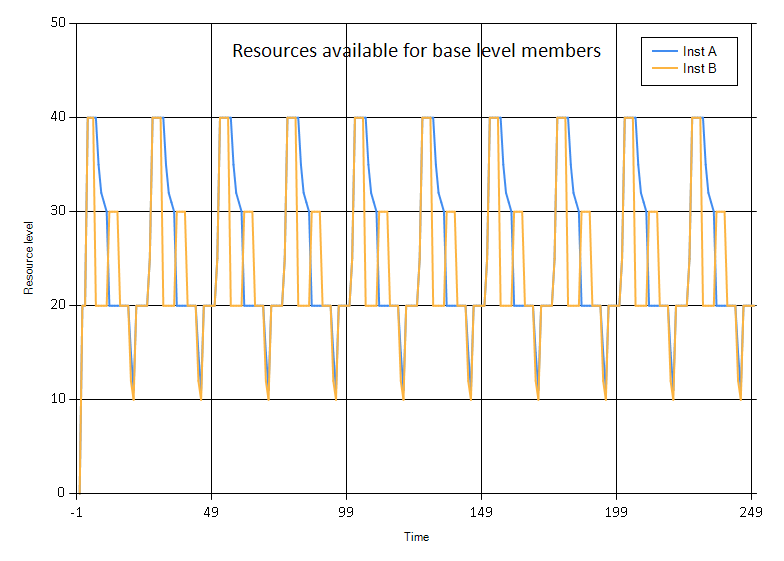 Resources available for base level members
Inst A
Inst B
50
40
30
20
10
0
Resource level
-1
49
99
149
199
249
Time